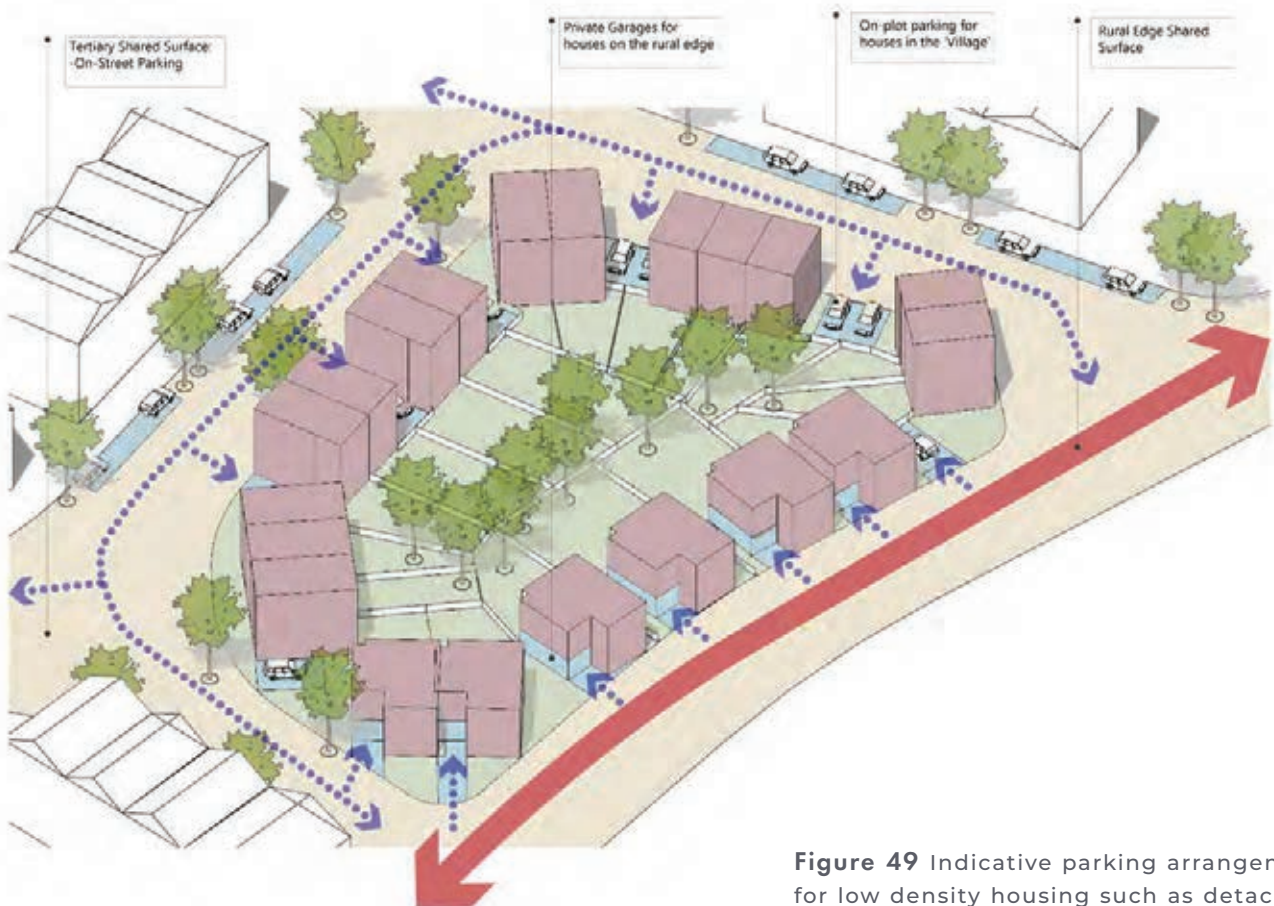 Tertiary Shared Surface:
-On-Street Parking
Private Garages for
houses on the rural edge
On-plot parking for
houses in the 'Village'
Rural Edge Shared
Surface
Figure 49 Indicative parking arrangem
for low density housing such as detac